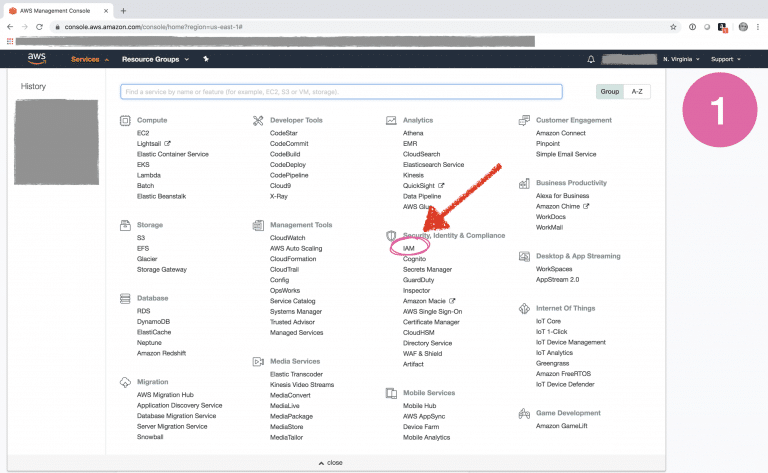 AWS Management Console
console.aws.amazon.com/console/home?region=us-east-1#
aws
Services
Resource Groups
N. Virginia
Support
History
Find a service by name or feature (for example, EC2, S3 or VM, storage).
Group
A-Z
1
Compute
EC2
Lightsail
Elastic Container Service
EKS
Lambda
Batch
Elastic Beanstalk
Storage
S3
EFS
Glacier
Storage Gateway
Database
RDS
DynamoDB
ElastiCache
Neptune
Amazon Redshift
Migration
AWS Migration Hub
Application Discovery Service
Database Migration Service
Server Migration Service
Snowball
Developer Tools
CodeStar
CodeCommit
CodeBuild
CodeDeploy
CodePipeline
Cloud9
X-Ray
Management Tools
CloudWatch
AWS Auto Scaling
CloudFormation
CloudTrail
Config
OpsWorks
Service Catalog
Systems Manager
Trusted Advisor
Managed Services
Media Services
Elastic Transcoder
Kinesis Video Streams
MediaConvert
MediaLive
MediaPackage
MediaStore
MediaTailor
Analytics
Athena
EMR
CloudSearch
Elasticsearch Service
Kinesis
QuickSight
Data Pipeline
AWS Glue
Security, Identity & Compliance
IAM
Cognito
Secrets Manager
GuardDuty
Inspector
Amazon Macie
AWS Single Sign-On
Certificate Manager
CloudHSM
Directory Service
WAF & Shield
Artifact
Mobile Services
Mobile Hub
AWS AppSync
Device Farm
Mobile Analytics
Customer Engagement
Amazon Connect
Pinpoint
Simple Email Service
Business Productivity
Alexa for Business
Amazon Chime
WorkDocs
WorkMail
Desktop & App Streaming
WorkSpaces
AppStream 2.0
Internet Of Things
IoT Core
IoT 1-Click
IoT Device Management
IoT Analytics
Greengrass
Amazon FreeRTOS
IoT Device Defender
Game Development
Amazon GameLift
close